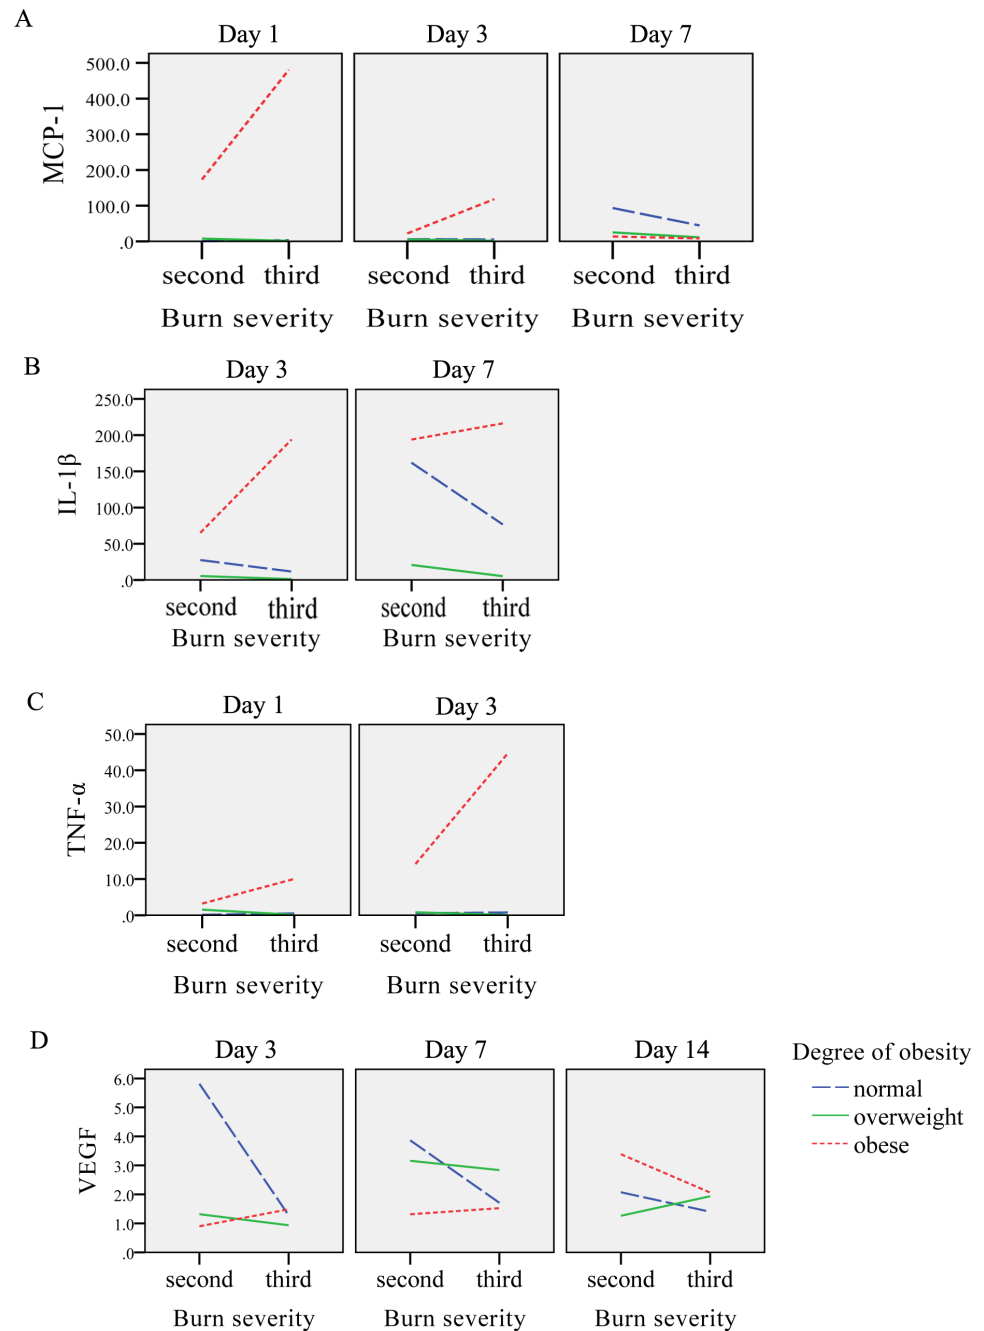 A
Day 1
Day 3
Day 7
MCP-1
500.0
400.0
300.0
200.0
100.0
.0
second third
second third
second third
Burn severity
Burn severity
Burn severity
B
Day 3
Day 7
IL-1β
250.0
200.0
150.0
100.0
50.0
.0
second third
second third
Burn severity
Burn severity
C
Day 1
Day 3
TNF-α
50.0
40.0
30.0
20.0
10.0
.0
second third
second third
Burn severity
Burn severity
D
Day 3
Day 7
Day 14
VEGF
6.0
5.0
4.0
3.0
2.0
1.0
.0
second third
second third
second third
Burn severity
Burn severity
Burn severity
Degree of obesity
normal
overweight
obese